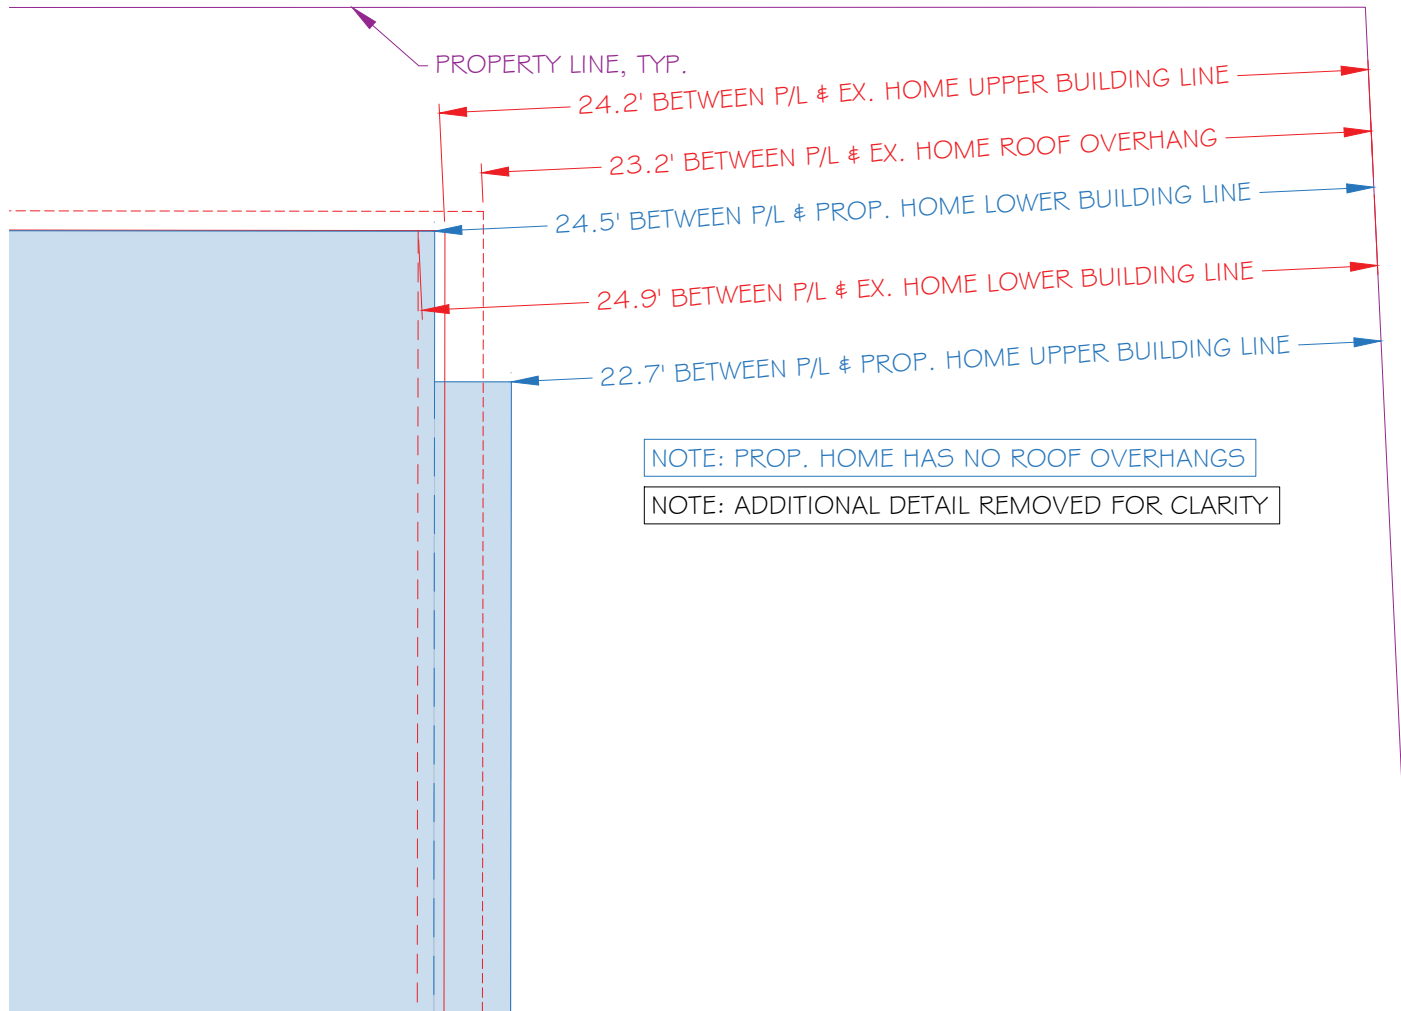 PROPERTY LINE, TYP.
24.2' BETWEEN P/L & EX. HOME UPPER BUILDING LINE
23.2' BETWEEN P/L & EX. HOME ROOF OVERHANG
24.5' BETWEEN P/L & PROP. HOME LOWER BUILDING LINE
24.9' BETWEEN P/L & EX. HOME LOWER BUILDING LINE
22.7' BETWEEN P/L & PROP. HOME UPPER BUILDING LINE
NOTE: PROP. HOME HAS NO ROOF OVERHANGS
NOTE: ADDITIONAL DETAIL REMOVED FOR CLARITY